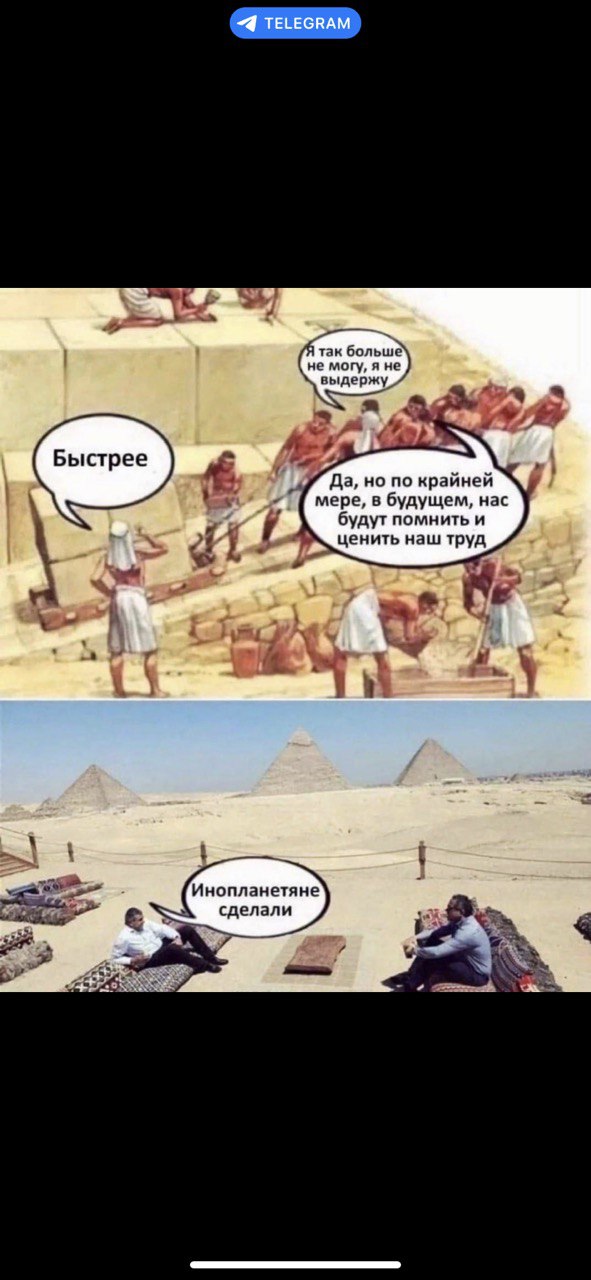 TELEGRAM
Я так больше
не могу, я не
выдержу
Быстрее
Да, но по крайней
мере, в будущем, нас
будут помнить и
ценить наш труд
Инопланетяне
сделали